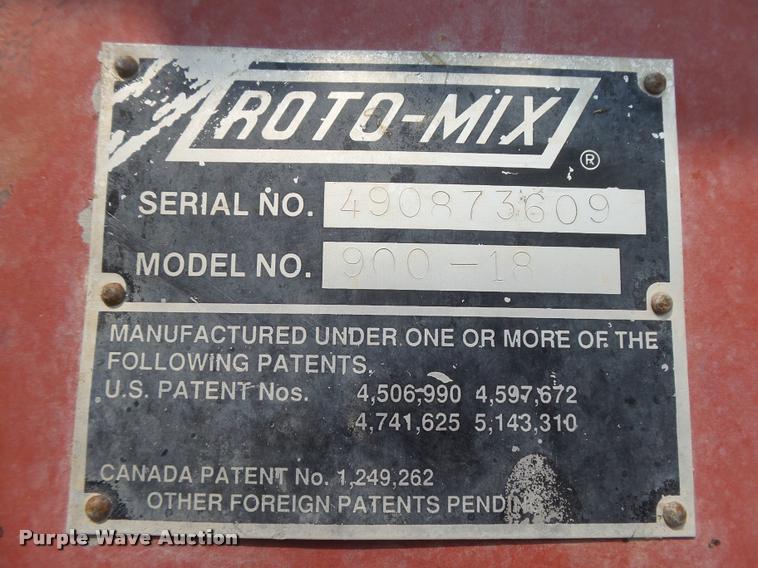 ROTO-MIX
®
SERIAL NO. 490873609
MODEL NO. 900-18
MANUFACTURED UNDER ONE OR MORE OF THE
FOLLOWING PATENTS.
U.S. PATENT Nos. 4,506,990 4,597,672
4,741,625 5,143,310
CANADA PATENT No. 1,249,262
OTHER FOREIGN PATENTS PENDING
Purple Wave Auction